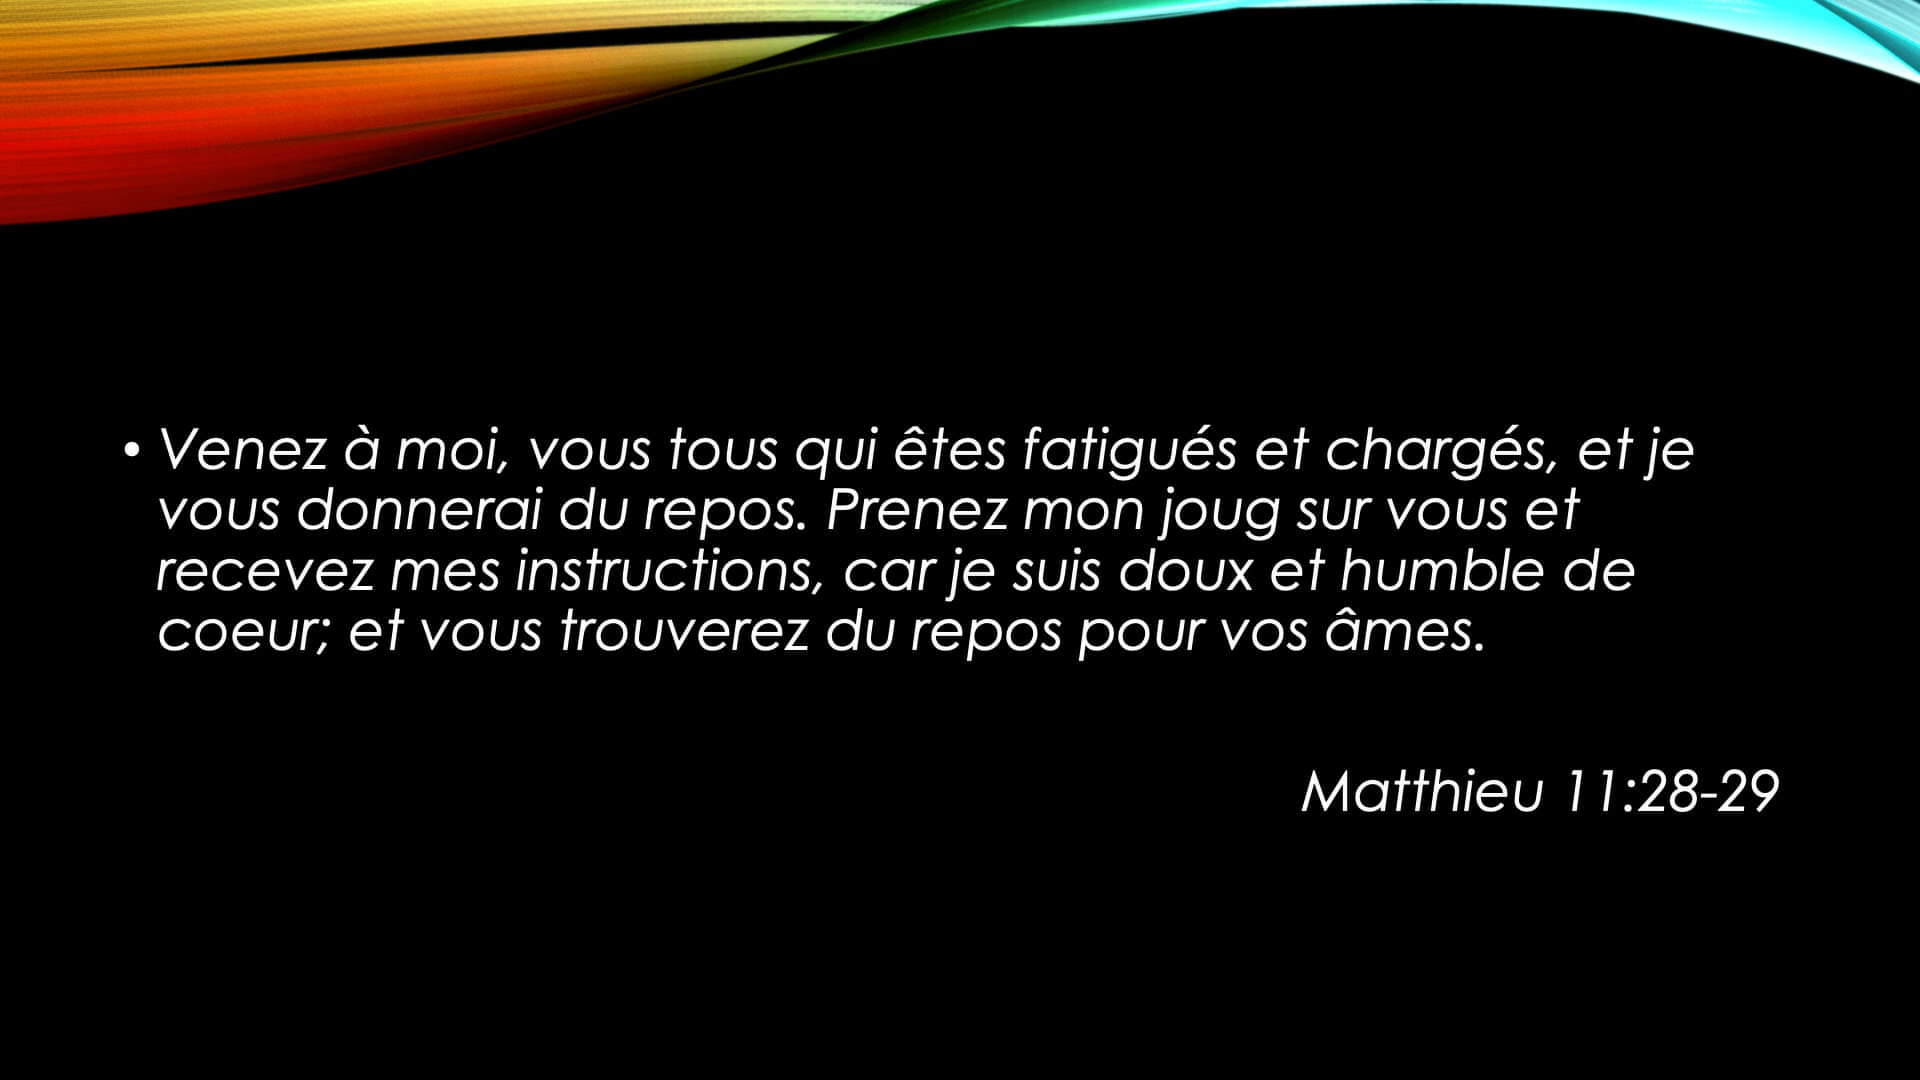 • Venez à moi, vous tous qui êtes fatigués et chargés, et je
vous donnerai du repos. Prenez mon joug sur vous et
recevez mes instructions, car je suis doux et humble de
coeur; et vous trouverez du repos pour vos âmes.
Matthieu 11:28-29